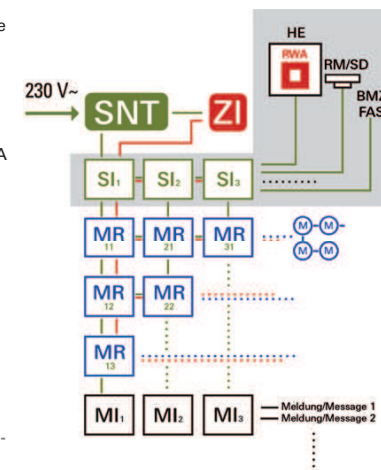 e
HE
RWA
RM/SD
BMZ
FAS
230 V~
SNT
ZI
A
SI1
SI2
SI3
MR
11
MR
21
MR
31
M
M
M
M
MR
12
MR
22
MR
13
MI1
MI2
MI3
Meldung/Message 1
Meldung/Message 2
-